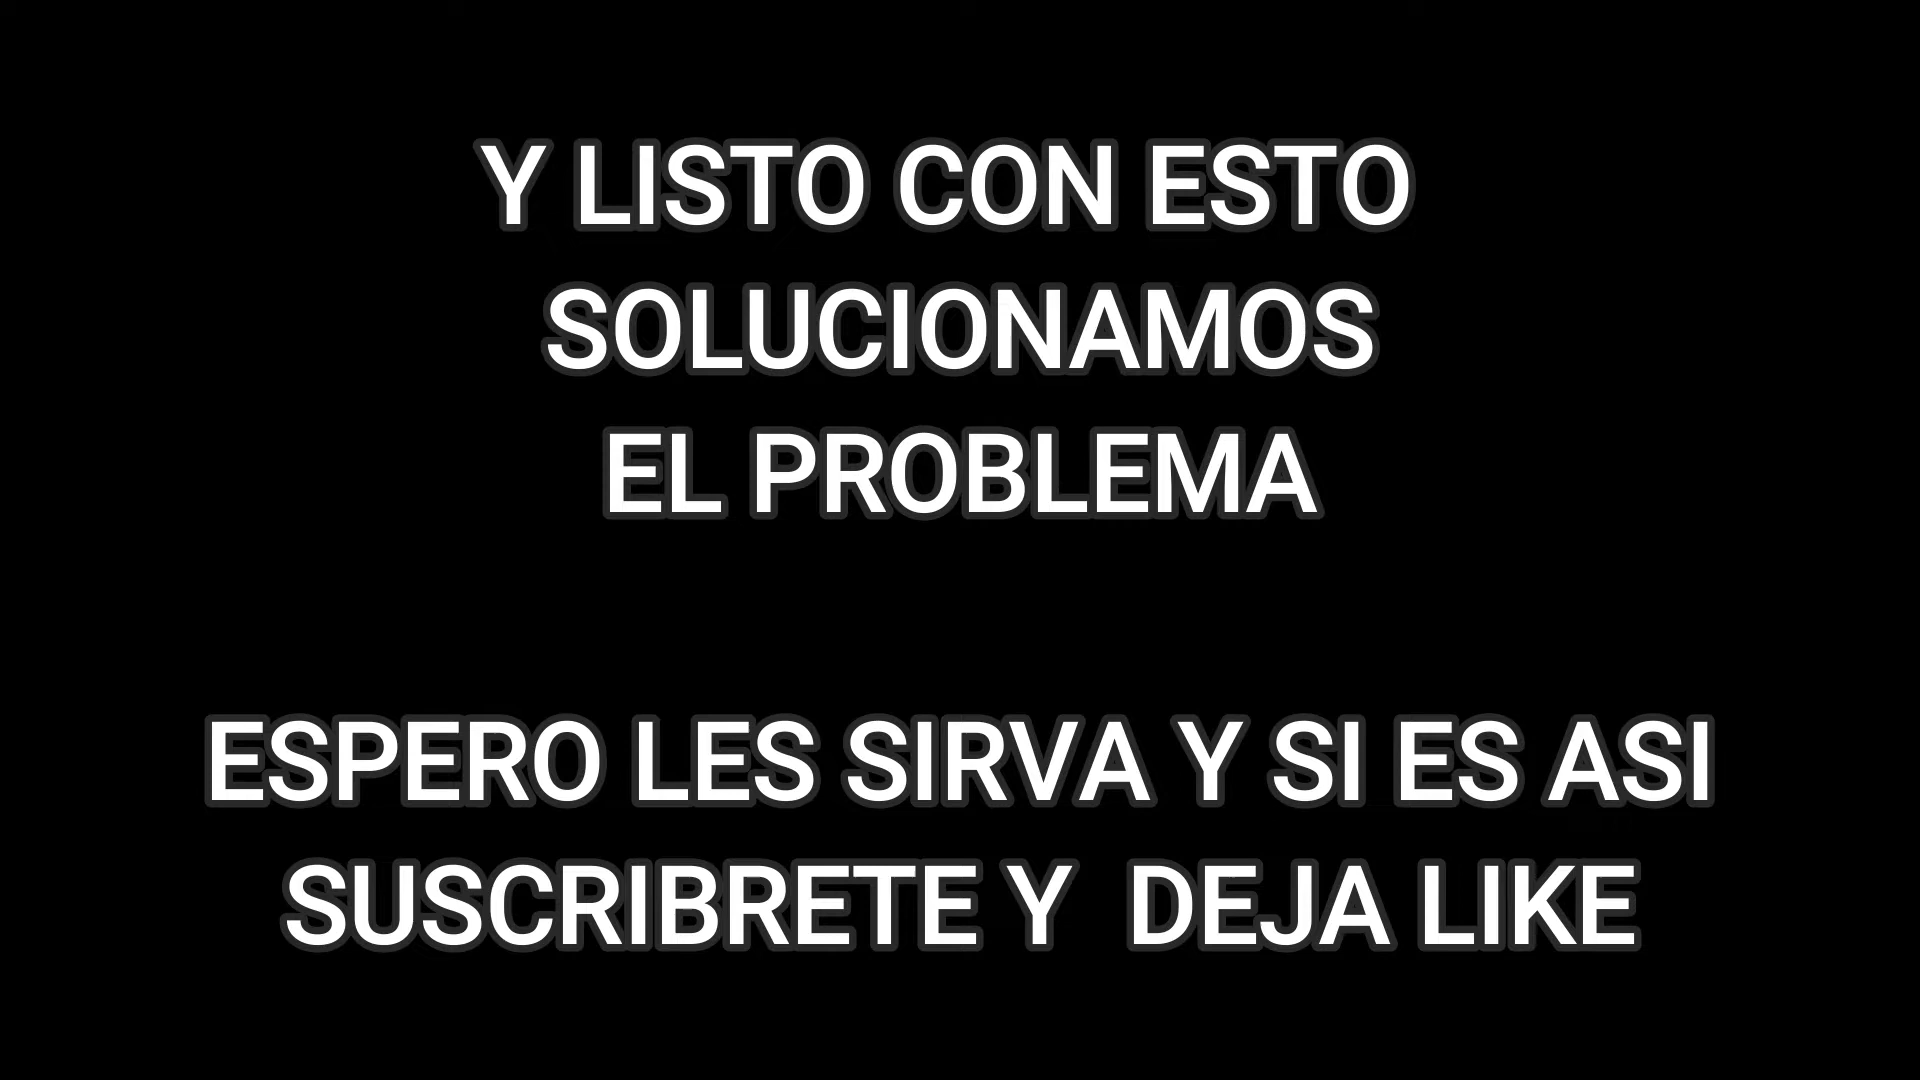 Y LISTO CON ESTO
SOLUCIONAMOS
EL PROBLEMA
ESPERO LES SIRVA Y SI ES ASI
SUSCRIBRETE Y DEJA LIKE